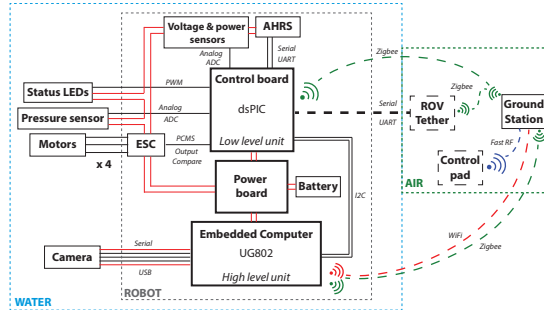 Voltage & power
sensors
AHRS
Analog
ADC
Serial
UART
Zigbee
Status LEDs
PWM
Control board
dsPIC
Low level unit
Pressure sensor
Analog
ADC
Serial
UART
ROV
Tether
Zigbee
Ground
Station
Motors
x 4
ESC
PCMS
Output
Compare
Fast RF
Control
pad
Power
board
Battery
I2C
AIR
Embedded Computer
UG802
High level unit
Camera
Serial
USB
WiFi
Zigbee
ROBOT
WATER